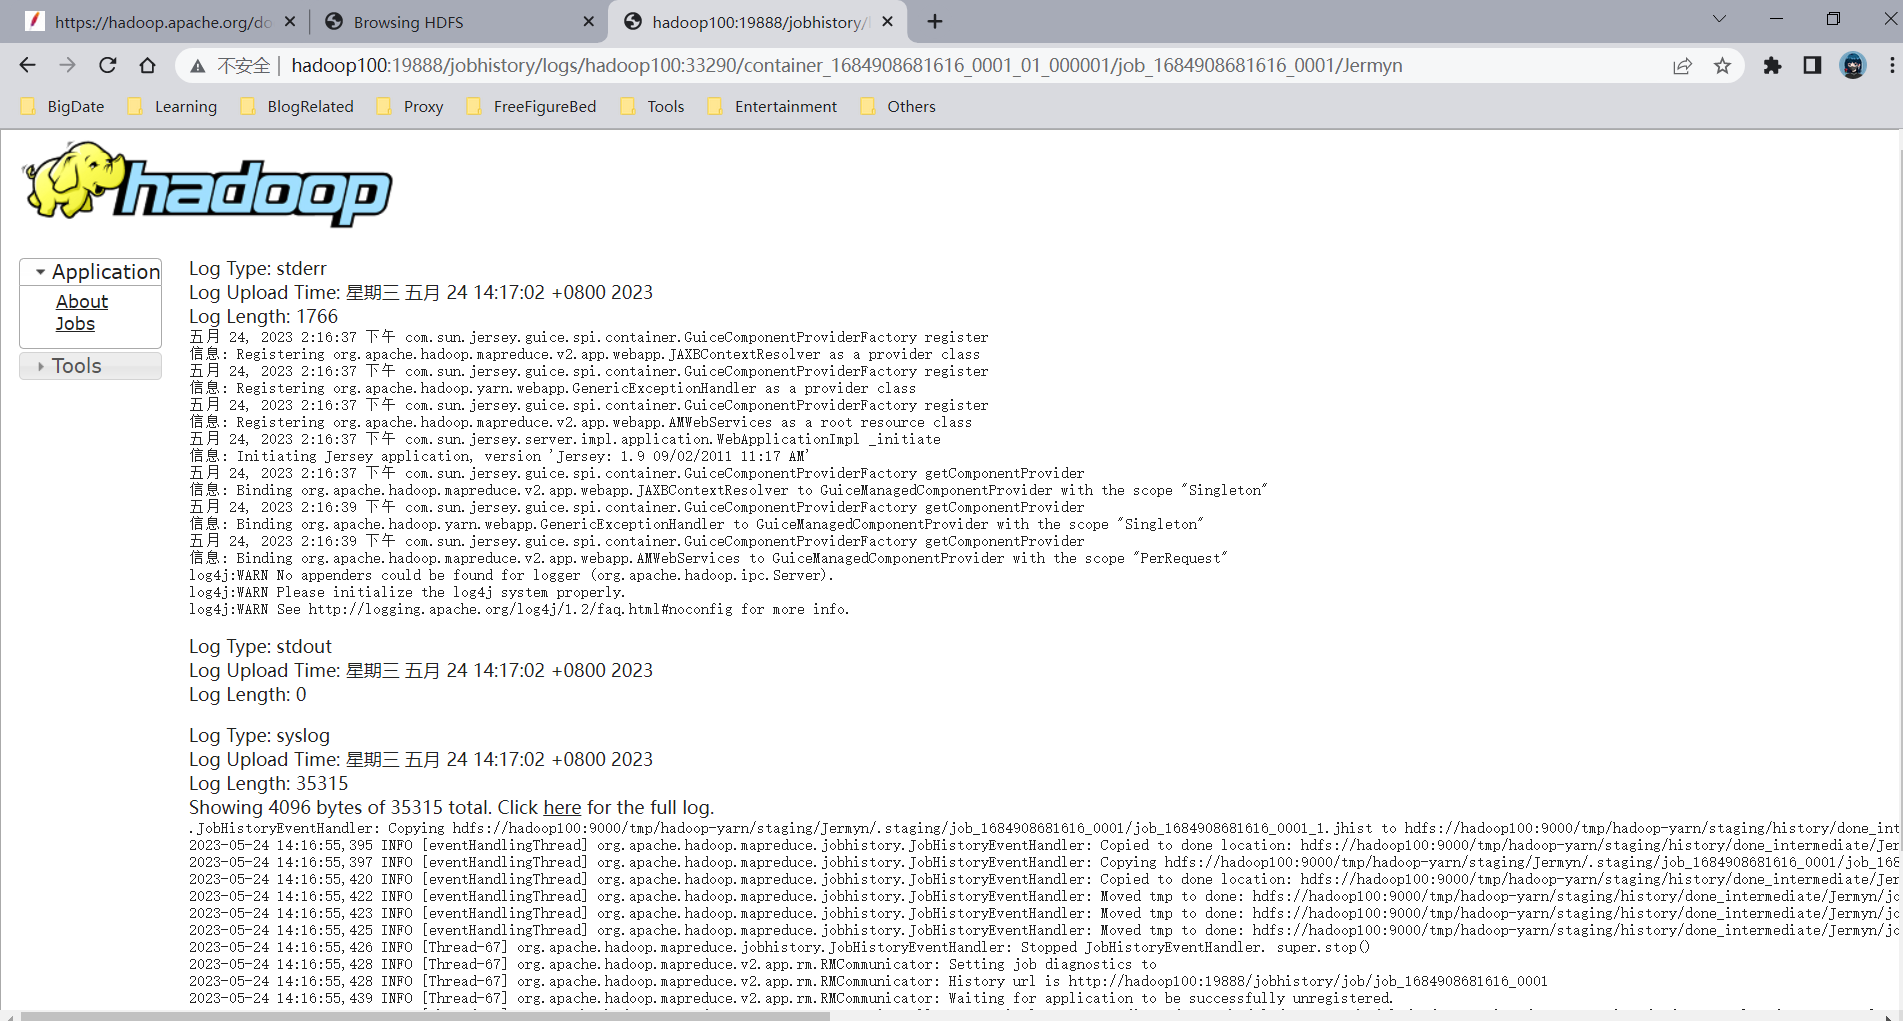 https://hadoop.apache.org/do
Browsing HDFS
hadoop100:19888/jobhistory/
不安全 | hadoop100:19888/jobhistory/logs/hadoop100:33290/container_1684908681616_0001_01_000001/job_1684908681616_0001/Jermyn
BigDate Learning BlogRelated Proxy FreeFigureBed Tools Entertainment Others
hadoop
Application
About
Jobs
Tools
Log Type: stderr
Log Upload Time: 星期三 五月 24 14:17:02 +0800 2023
Log Length: 1766
五月 24, 2023 2:16:37 下午 com.sun.jersey.guice.spi.container.GuiceComponentProviderFactory register
信息: Registering org.apache.hadoop.mapreduce.v2.app.webapp.JAXBContextResolver as a provider class
五月 24, 2023 2:16:37 下午 com.sun.jersey.guice.spi.container.GuiceComponentProviderFactory register
信息: Registering org.apache.hadoop.yarn.webapp.GenericExceptionHandler as a provider class
五月 24, 2023 2:16:37 下午 com.sun.jersey.guice.spi.container.GuiceComponentProviderFactory register
信息: Registering org.apache.hadoop.mapreduce.v2.app.webapp.AMWebServices as a root resource class
五月 24, 2023 2:16:37 下午 com.sun.jersey.server.impl.application.WebApplicationImpl _initiate
信息: Initiating Jersey application, version 'Jersey: 1.9 09/02/2011 11:17 AM'
五月 24, 2023 2:16:37 下午 com.sun.jersey.guice.spi.container.GuiceComponentProviderFactory getComponentProvider
信息: Binding org.apache.hadoop.mapreduce.v2.app.webapp.JAXBContextResolver to GuiceManagedComponentProvider with the scope "Singleton"
五月 24, 2023 2:16:39 下午 com.sun.jersey.guice.spi.container.GuiceComponentProviderFactory getComponentProvider
信息: Binding org.apache.hadoop.yarn.webapp.GenericExceptionHandler to GuiceManagedComponentProvider with the scope "Singleton"
五月 24, 2023 2:16:39 下午 com.sun.jersey.guice.spi.container.GuiceComponentProviderFactory getComponentProvider
信息: Binding org.apache.hadoop.mapreduce.v2.app.webapp.AMWebServices to GuiceManagedComponentProvider with the scope "PerRequest"
log4j:WARN No appenders could be found for logger (org.apache.hadoop.ipc.Server).
log4j:WARN Please initialize the log4j system properly.
log4j:WARN See http://logging.apache.org/log4j/1.2/faq.html#noconfig for more info.
Log Type: stdout
Log Upload Time: 星期三 五月 24 14:17:02 +0800 2023
Log Length: 0
Log Type: syslog
Log Upload Time: 星期三 五月 24 14:17:02 +0800 2023
Log Length: 35315
Showing 4096 bytes of 35315 total. Click here for the full log.
.JobHistoryEventHandler: Copying hdfs://hadoop100:9000/tmp/hadoop-yarn/staging/Jermyn/.staging/job_1684908681616_0001/job_1684908681616_0001_1.jhist to hdfs://hadoop100:9000/tmp/hadoop-yarn/staging/history/done_int
2023-05-24 14:16:55,395 INFO [eventHandlingThread] org.apache.hadoop.mapreduce.jobhistory.JobHistoryEventHandler: Copied to done location: hdfs://hadoop100:9000/tmp/hadoop-yarn/staging/history/done_intermediate/Jer
2023-05-24 14:16:55,397 INFO [eventHandlingThread] org.apache.hadoop.mapreduce.jobhistory.JobHistoryEventHandler: Copying hdfs://hadoop100:9000/tmp/hadoop-yarn/staging/Jermyn/.staging/job_1684908681616_0001/job_168
2023-05-24 14:16:55,420 INFO [eventHandlingThread] org.apache.hadoop.mapreduce.jobhistory.JobHistoryEventHandler: Copied to done location: hdfs://hadoop100:9000/tmp/hadoop-yarn/staging/history/done_intermediate/Jer
2023-05-24 14:16:55,422 INFO [eventHandlingThread] org.apache.hadoop.mapreduce.jobhistory.JobHistoryEventHandler: Moved tmp to done: hdfs://hadoop100:9000/tmp/hadoop-yarn/staging/history/done_intermediate/Jermyn/jo
2023-05-24 14:16:55,423 INFO [eventHandlingThread] org.apache.hadoop.mapreduce.jobhistory.JobHistoryEventHandler: Moved tmp to done: hdfs://hadoop100:9000/tmp/hadoop-yarn/staging/history/done_intermediate/Jermyn/jo
2023-05-24 14:16:55,425 INFO [eventHandlingThread] org.apache.hadoop.mapreduce.jobhistory.JobHistoryEventHandler: Moved tmp to done: hdfs://hadoop100:9000/tmp/hadoop-yarn/staging/history/done_intermediate/Jermyn/jo
2023-05-24 14:16:55,426 INFO [Thread-67] org.apache.hadoop.mapreduce.jobhistory.JobHistoryEventHandler: Stopped JobHistoryEventHandler. super.stop()
2023-05-24 14:16:55,428 INFO [Thread-67] org.apache.hadoop.mapreduce.v2.app.rm.RMCommunicator: Setting job diagnostics to
2023-05-24 14:16:55,428 INFO [Thread-67] org.apache.hadoop.mapreduce.v2.app.rm.RMCommunicator: History url is http://hadoop100:19888/jobhistory/job/job_1684908681616_0001
2023-05-24 14:16:55,439 INFO [Thread-67] org.apache.hadoop.mapreduce.v2.app.rm.RMCommunicator: Waiting for application to be successfully unregistered.